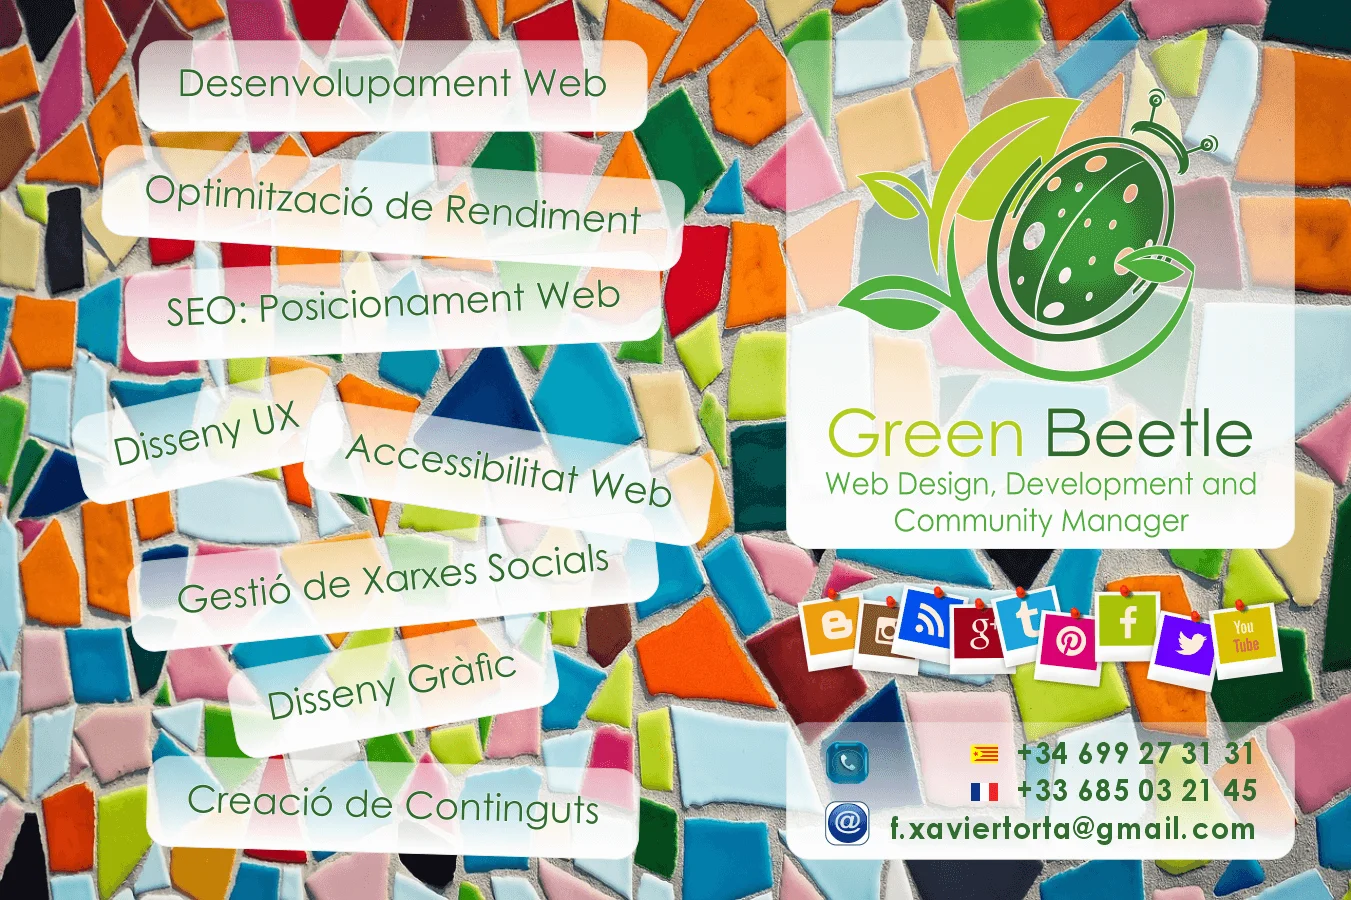 Desenvolupament Web
Optimització de Rendiment
SEO: Posicionament Web
Disseny UX
Accessibilitat Web
Gestió de Xarxes Socials
Disseny Gràfic
Creació de Continguts
Green Beetle
Web Design, Development and
Community Manager
g+
t
f
You
Tube
+34 699 27 31 31
+33 685 03 21 45
@
f.xaviertorta@gmail.com